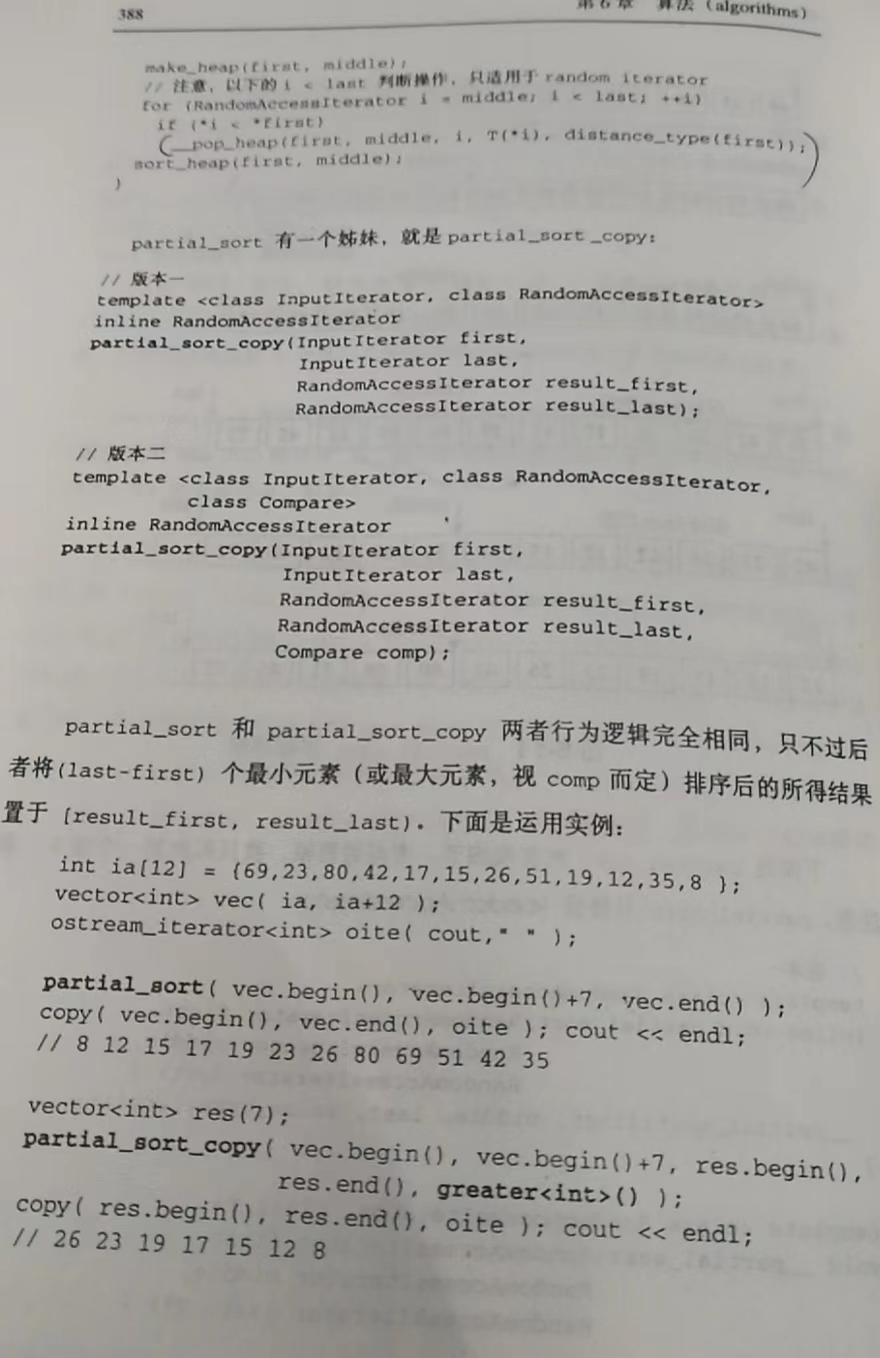 388
第 6 章 算法 (algorithms)
make_heap(first, middle);
// 注意，以下的 i < last 判断操作，只适用于 random iterator
for (RandomAccessIterator i = middle; i < last; ++i)
if (*i < *first)
__pop_heap(first, middle, i, T(*i), distance_type(first));
sort_heap(first, middle);
}
partial_sort 有一个姊妹，就是 partial_sort _copy:
// 版本一
template <class InputIterator, class RandomAccessIterator>
inline RandomAccessIterator
partial_sort_copy(InputIterator first,
InputIterator last,
RandomAccessIterator result_first,
RandomAccessIterator result_last);
// 版本二
template <class InputIterator, class RandomAccessIterator,
class Compare>
inline RandomAccessIterator
partial_sort_copy(InputIterator first,
InputIterator last,
RandomAccessIterator result_first,
RandomAccessIterator result_last,
Compare comp);
partial_sort 和 partial_sort_copy 两者行为逻辑完全相同，只不过后
者将(last-first) 个最小元素（或最大元素，视 comp 而定）排序后的所得结果
置于 [result_first, result_last)。下面是运用实例：
int ia[12] = {69,23,80,42,17,15,26,51,19,12,35,8 };
vector<int> vec( ia, ia+12 );
ostream_iterator<int> oite( cout," " );
partial_sort( vec.begin(), vec.begin()+7, vec.end() );
copy( vec.begin(), vec.end(), oite ); cout << endl;
// 8 12 15 17 19 23 26 80 69 51 42 35
vector<int> res(7);
partial_sort_copy( vec.begin(), vec.begin()+7, res.begin(),
res.end(), greater<int>() );
copy( res.begin(), res.end(), oite ); cout << endl;
// 26 23 19 17 15 12 8